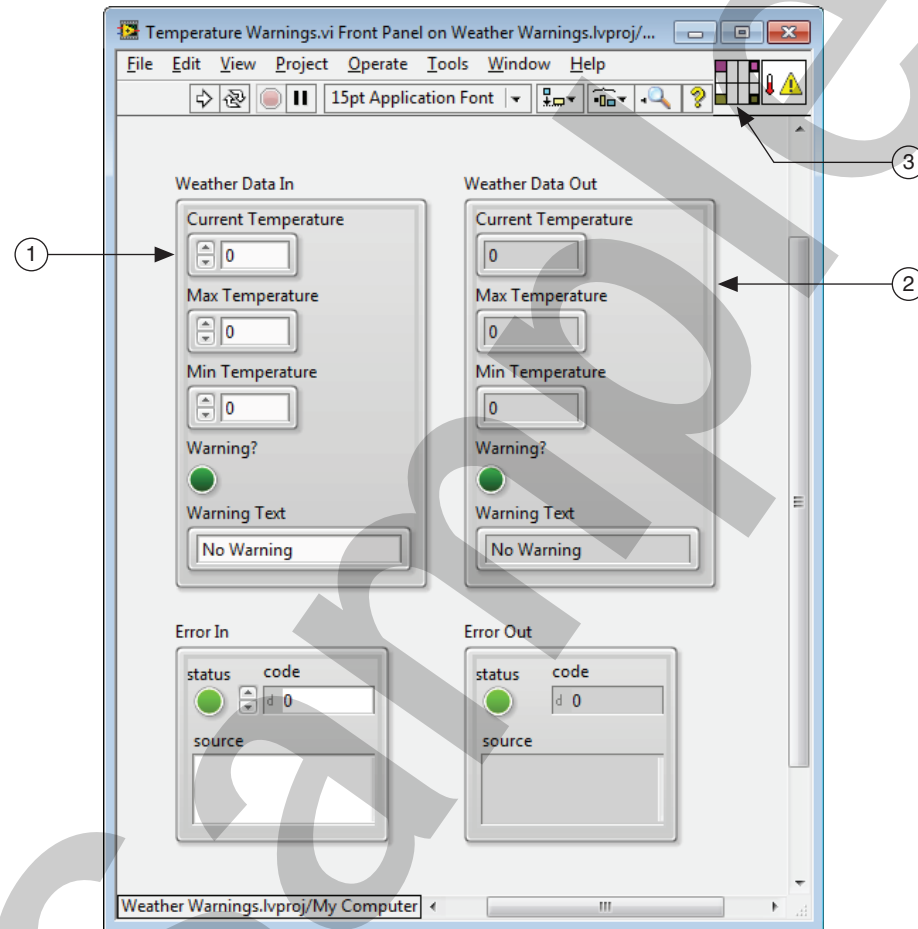 Temperature Warnings.vi Front Panel on Weather Warnings.lvproj/...
File Edit View Project Operate Tools Window Help
15pt Application Font
3
Weather Data In
Weather Data Out
Current Temperature
Current Temperature
1
0
0
2
Max Temperature
Max Temperature
0
0
Min Temperature
Min Temperature
0
0
Warning?
Warning?
Warning Text
Warning Text
No Warning
No Warning
Error In
Error Out
status code
status code
d 0
d 0
source
source
Weather Warnings.lvproj/My Computer
Sample